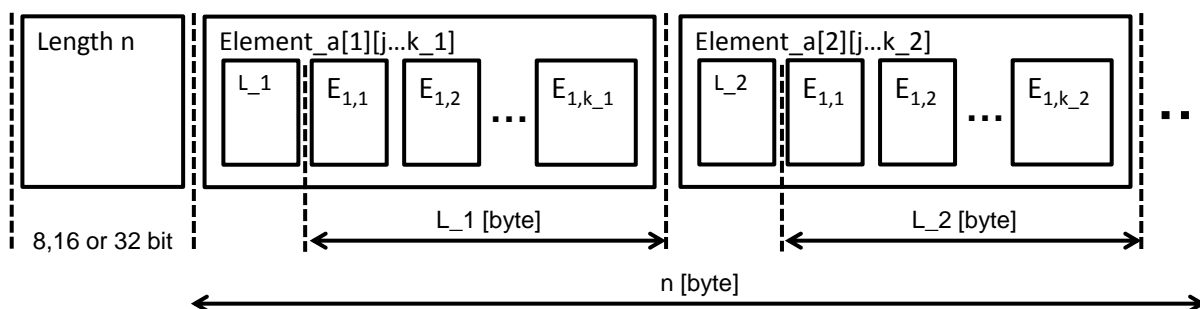 Length n
Element_a[1][j...k_1]
L_1
E1,1
E1,2
...
E1,k_1
Element_a[2][j...k_2]
L_2
E1,1
E1,2
...
E1,k_2
..
8,16 or 32 bit
L_1 [byte]
L_2 [byte]
n [byte]